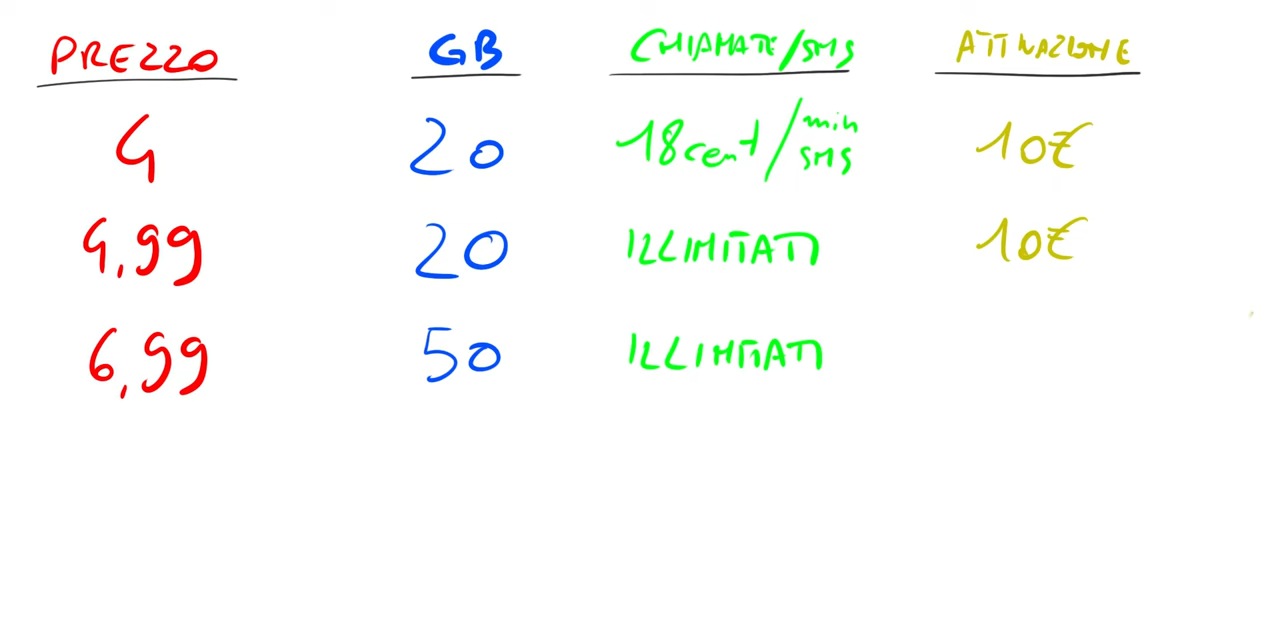 PREZZO GB CHIAMATE/SMS ATTIVAZIONE
4 20 18cent/min SMS 10€
4,99 20 ILLIMITATI 10€
6,99 50 ILLIMITATI